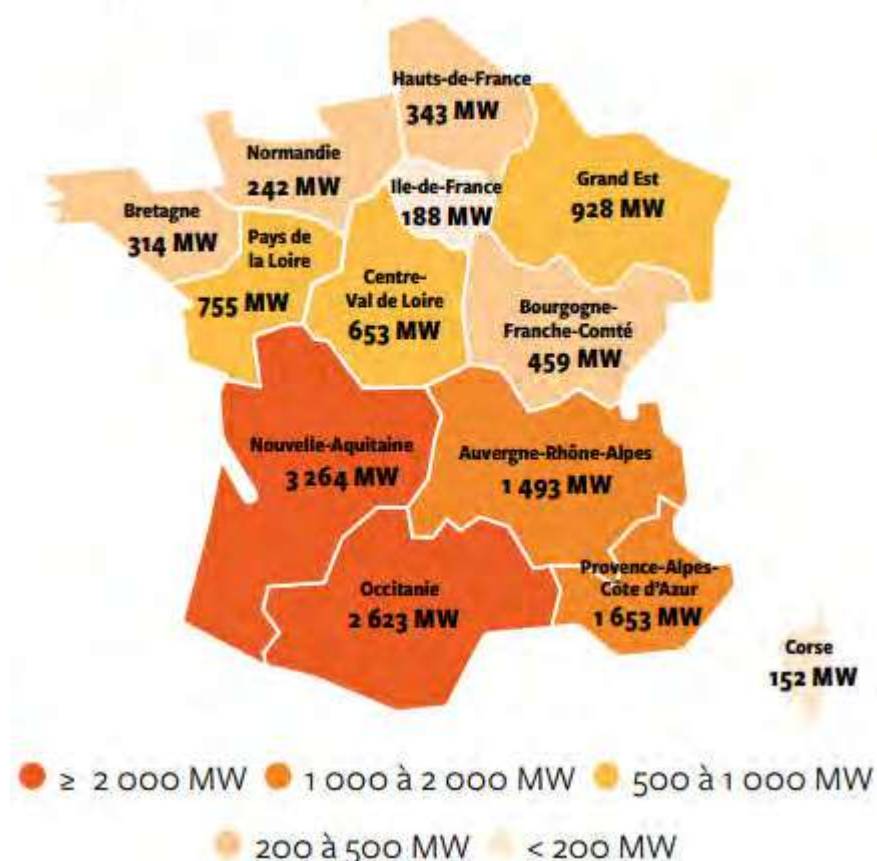 Hauts-de-France
343 MW
Normandie
242 MW
Ile-de-France
188 MW
Grand Est
928 MW
Bretagne
314 MW
Pays de
la Loire
755 MW
Centre-
Val de Loire
653 MW
Bourgogne-
Franche-Comté
459 MW
Nouvelle-Aquitaine
3 264 MW
Auvergne-Rhône-Alpes
1 493 MW
Occitanie
2 623 MW
Provence-Alpes-
Côte d'Azur
1 653 MW
Corse
152 MW
≥ 2 000 MW 1 000 à 2 000 MW 500 à 1 000 MW
200 à 500 MW < 200 MW